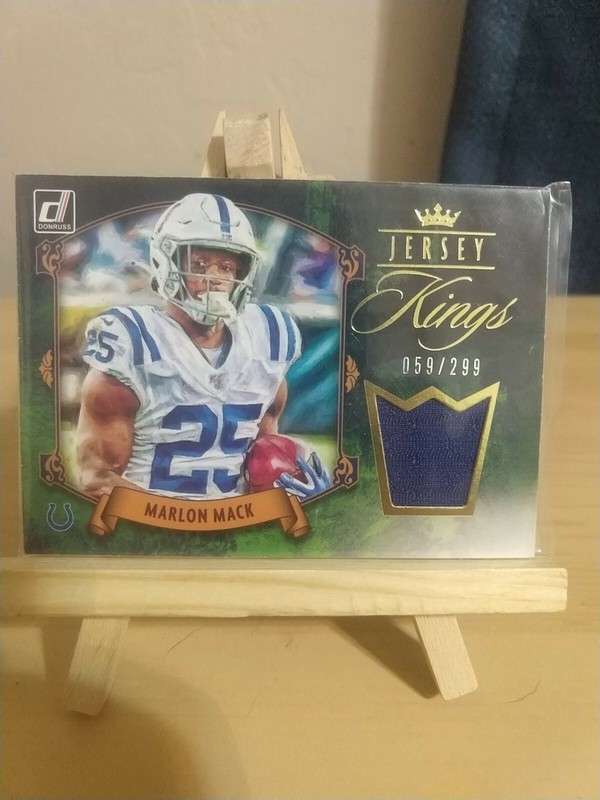 DONRUSS
JERSEY
Kings
059/299
25
25
MARLON MACK